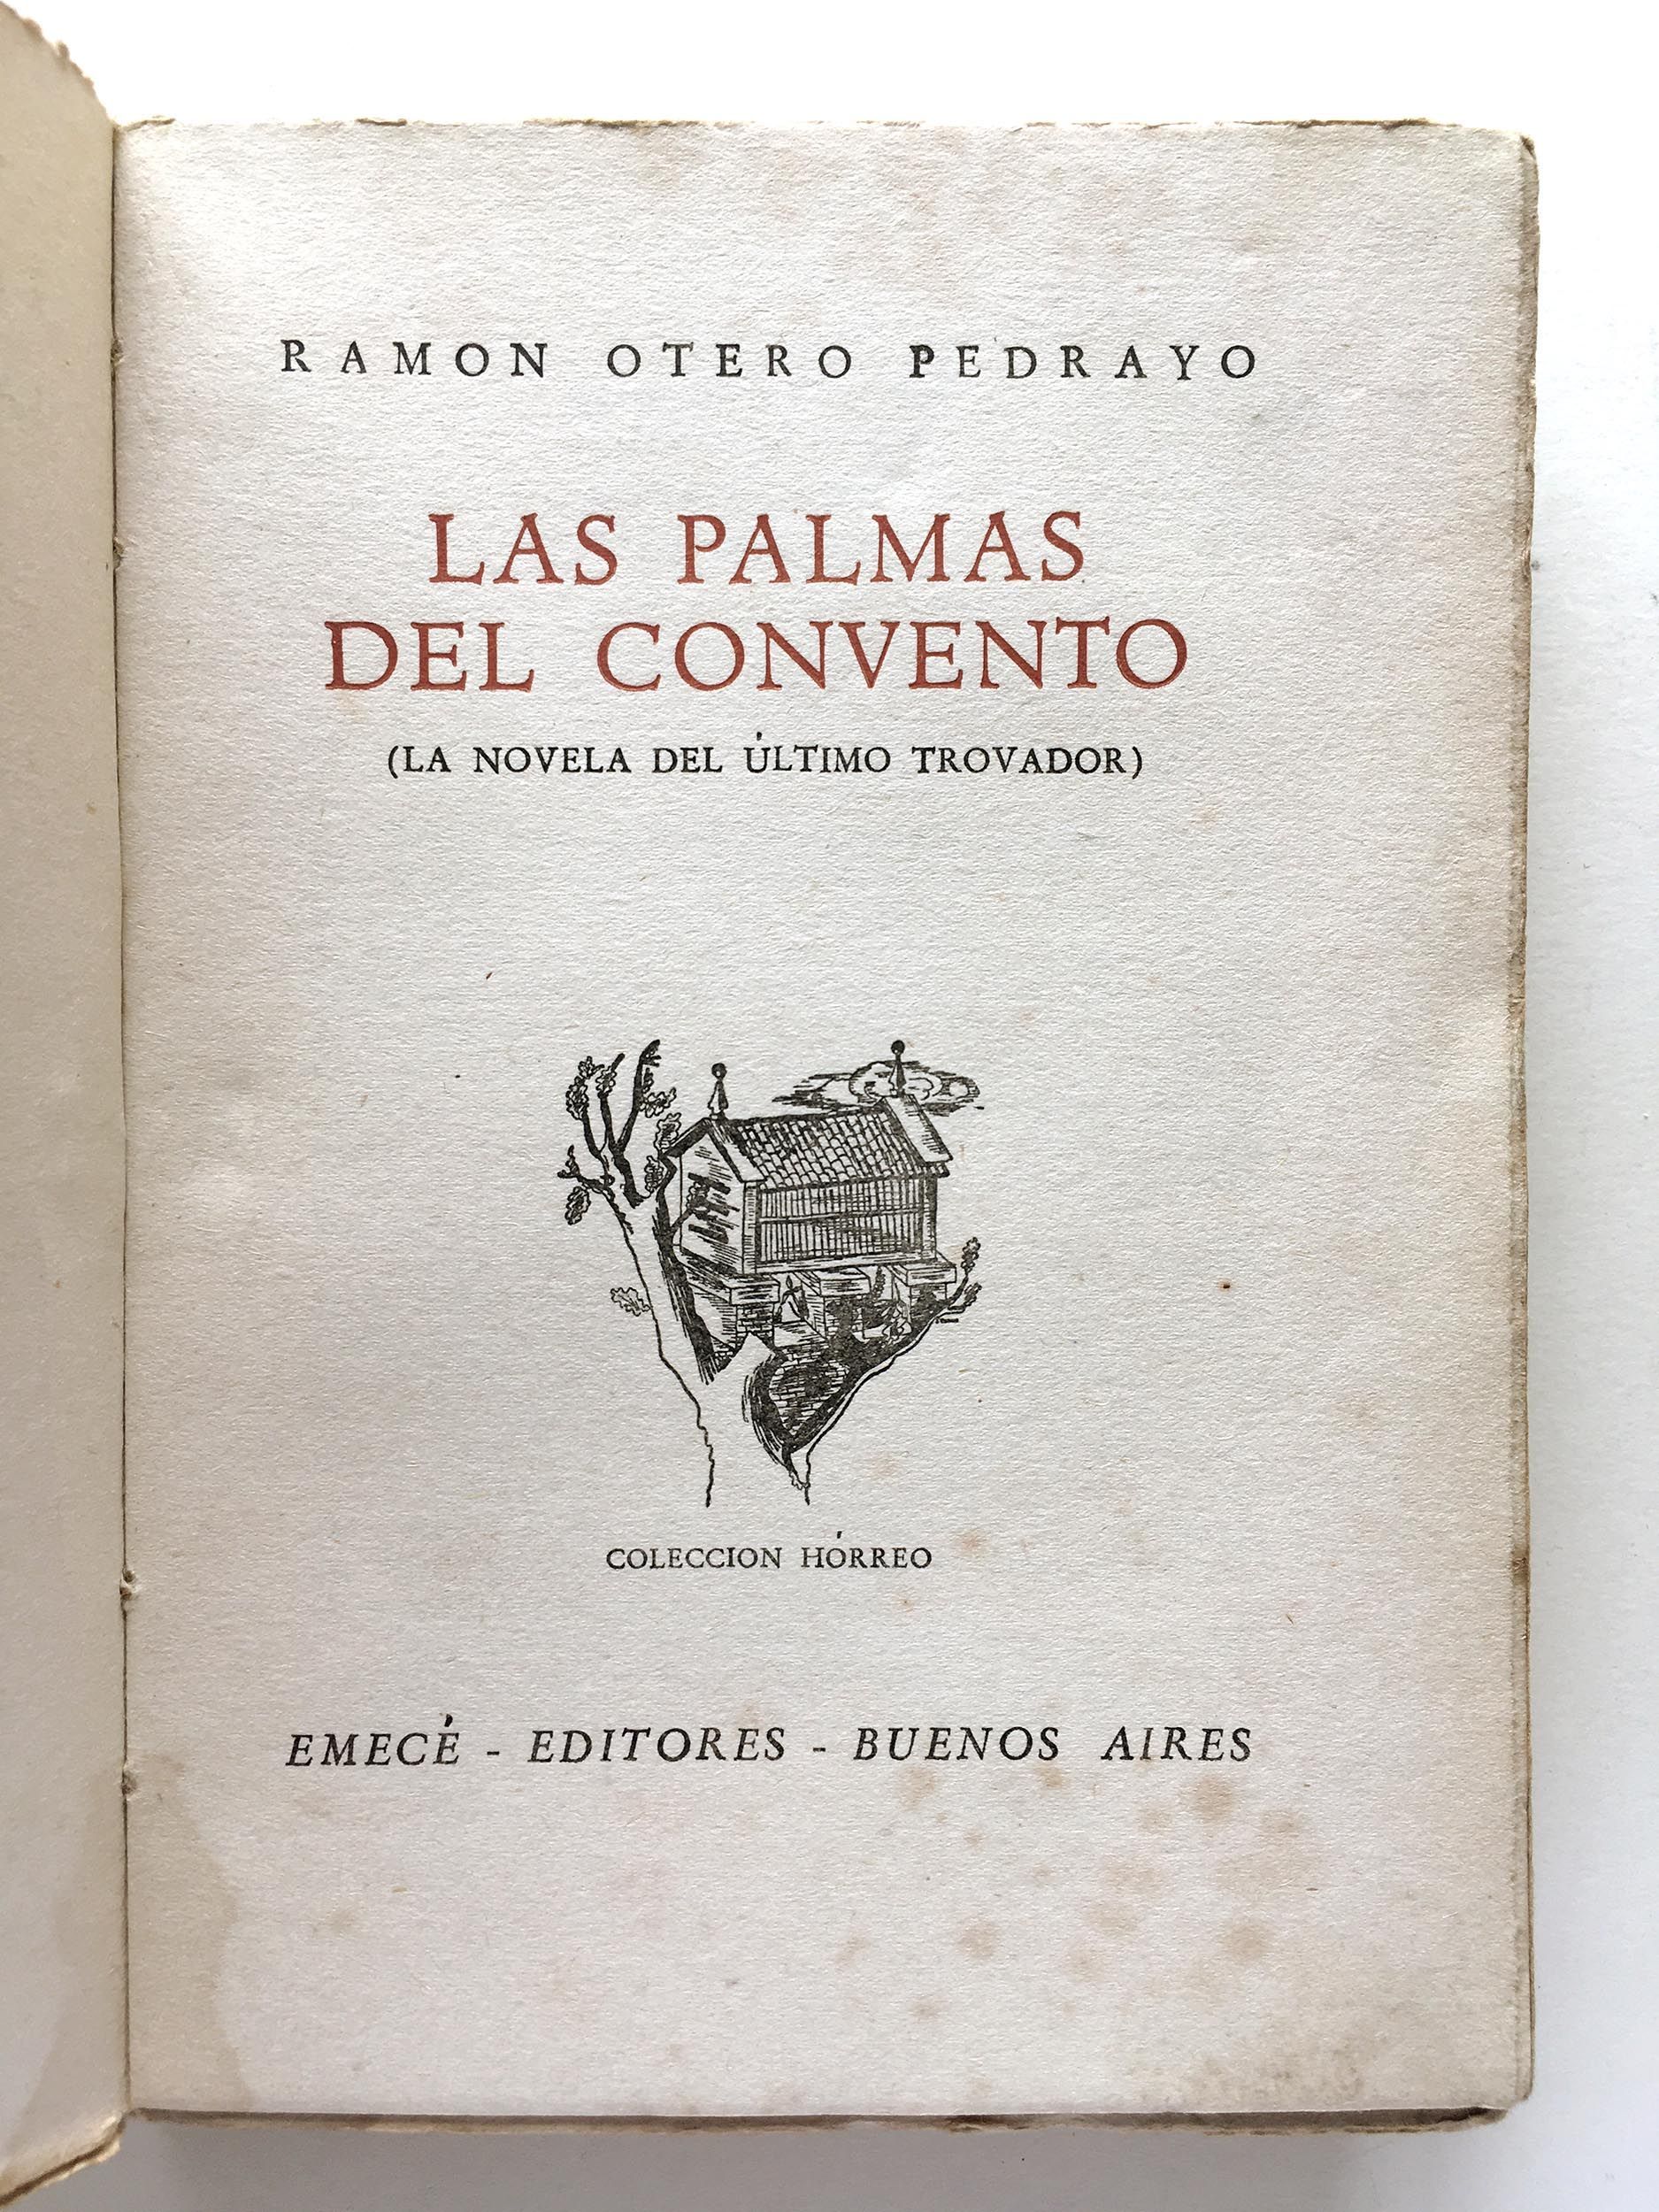 RAMON OTERO PEDRAYO
LAS PALMAS
DEL CONVENTO
(LA NOVELA DEL ÚLTIMO TROVADOR)
COLECCION HÓRREO
EMECÉ - EDITORES - BUENOS AIRES